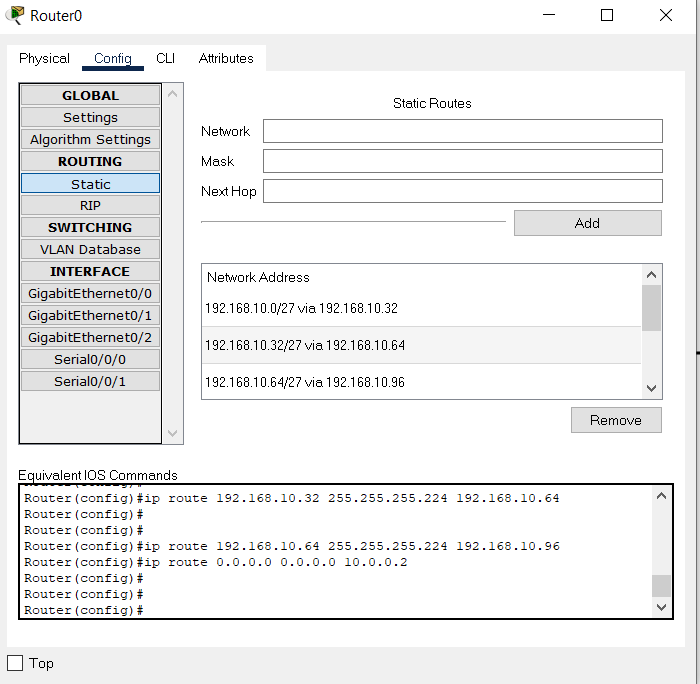 Router0
Physical Config CLI Attributes
GLOBAL
Settings
Algorithm Settings
ROUTING
Static
RIP
SWITCHING
VLAN Database
INTERFACE
GigabitEthernet0/0
GigabitEthernet0/1
GigabitEthernet0/2
Serial0/0/0
Serial0/0/1
Static Routes
Network
Mask
Next Hop
Add
Network Address
192.168.10.0/27 via 192.168.10.32
192.168.10.32/27 via 192.168.10.64
192.168.10.64/27 via 192.168.10.96
Remove
Equivalent IOS Commands
Router(config)#
Router(config)#ip route 192.168.10.32 255.255.255.224 192.168.10.64
Router(config)#
Router(config)#
Router(config)#ip route 192.168.10.64 255.255.255.224 192.168.10.96
Router(config)#ip route 0.0.0.0 0.0.0.0 10.0.0.2
Router(config)#
Router(config)#
Router(config)#
Top